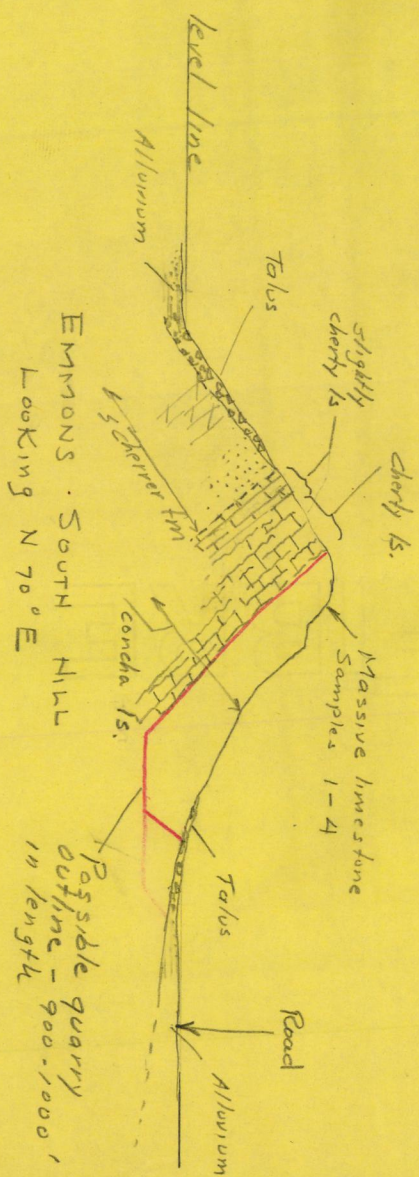 level line
Alluvium
Talus
slightly
cherty ls
cherty ls.
Massive limestone
Samples 1-4
Scherrer fm
concha ls.
Talus
Road
Alluvium
Possible quarry
outline - 900-1000'
in length
EMMONS. SOUTH HILL
LOOKING N 70° E